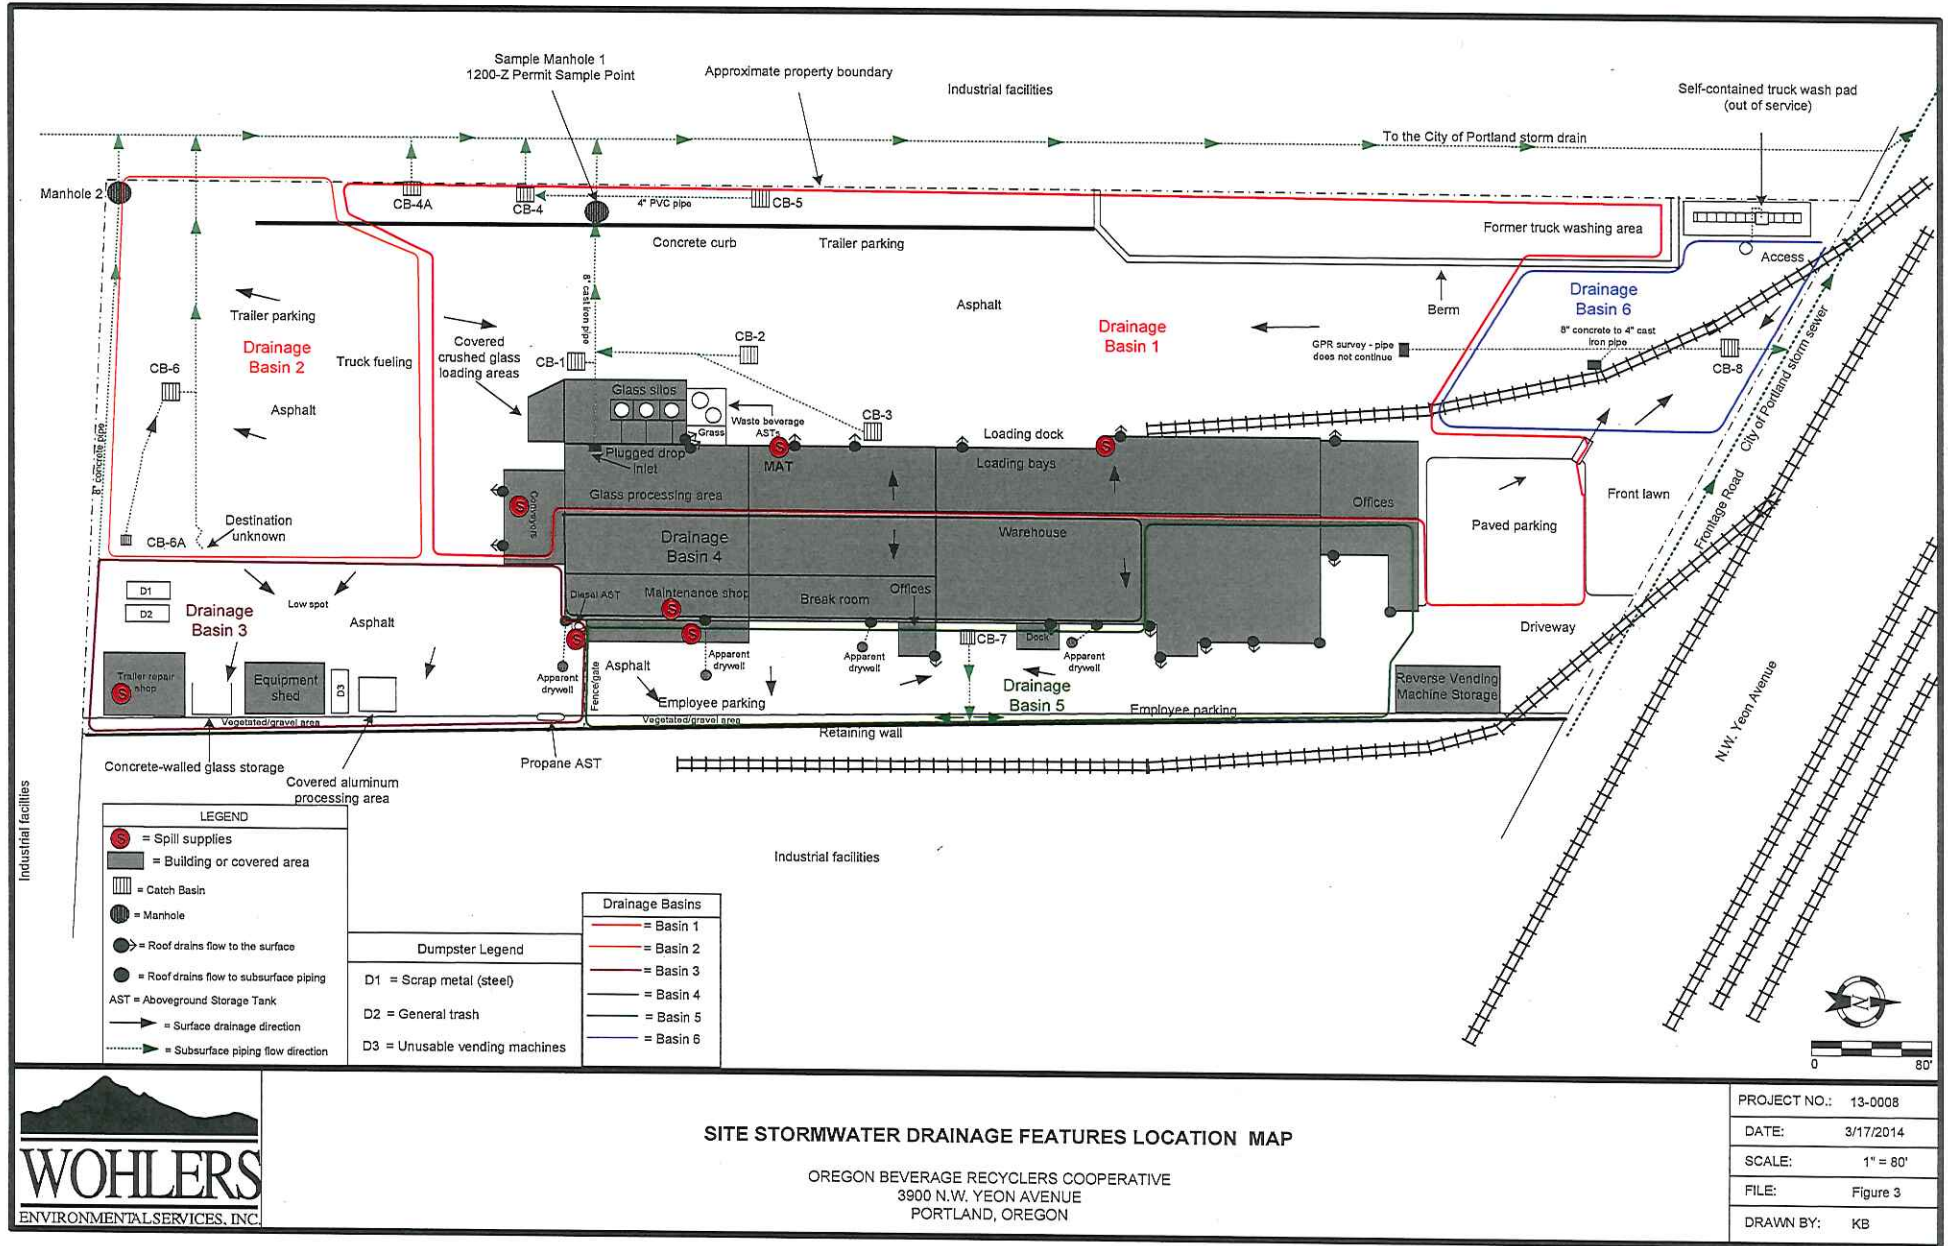 Sample Manhole 1
1200-Z Permit Sample Point
Approximate property boundary
Industrial facilities
Self-contained truck wash pad
(out of service)
To the City of Portland storm drain
Manhole 2
CB-4A
CB-4
4" PVC pipe
CB-5
Concrete curb
Trailer parking
Former truck washing area
Access
8" cast iron pipe
Asphalt
Berm
Drainage
Basin 6
Trailer parking
Drainage
Basin 2
Truck fueling
Covered
crushed glass
loading areas
CB-1
CB-2
Drainage
Basin 1
GPR survey - pipe
does not continue
8" concrete to 4" cast
iron pipe
CB-8
CB-6
Asphalt
Glass silos
Waste beverage
ASTs
Grass
CB-3
Loading dock
Loading bays
S
S
MAT
Plugged drop
inlet
Glass processing area
Conveyors
S
Offices
Front lawn
Paved parking
Frontage Road
City of Portland storm sewer
8" concrete pipe
CB-6A
Destination
unknown
Drainage
Basin 4
Warehouse
D1
D2
Drainage
Basin 3
Low spot
Asphalt
Diesel AST
Maintenance shop
S
Break room
Offices
S
S
CB-7
Dock
Driveway
Trailer repair
shop
S
Equipment
shed
D3
Apparent
drywell
Fence/gate
Asphalt
Apparent
drywell
Apparent
drywell
Apparent
drywell
Drainage
Basin 5
Employee parking
Employee parking
Reverse Vending
Machine Storage
Vegetated/gravel area
Vegetated/gravel area
Retaining wall
N.W. Yeon Avenue
Concrete-walled glass storage
Covered aluminum
processing area
Propane AST
Industrial facilities
Industrial facilities
LEGEND
S = Spill supplies
= Building or covered area
= Catch Basin
= Manhole
= Roof drains flow to the surface
= Roof drains flow to subsurface piping
AST = Aboveground Storage Tank
= Surface drainage direction
= Subsurface piping flow direction
Dumpster Legend
D1 = Scrap metal (steel)
D2 = General trash
D3 = Unusable vending machines
Drainage Basins
= Basin 1
= Basin 2
= Basin 3
= Basin 4
= Basin 5
= Basin 6
N
0 80'
WOHLERS
ENVIRONMENTAL SERVICES, INC.
SITE STORMWATER DRAINAGE FEATURES LOCATION MAP
OREGON BEVERAGE RECYCLERS COOPERATIVE
3900 N.W. YEON AVENUE
PORTLAND, OREGON
PROJECT NO.: 13-0008
DATE: 3/17/2014
SCALE: 1" = 80'
FILE: Figure 3
DRAWN BY: KB